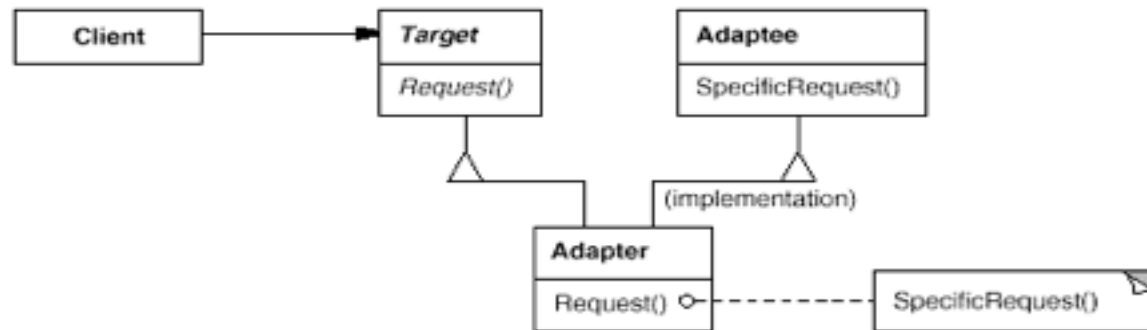 Client
Target
Request()
Adaptee
SpecificRequest()
(implementation)
Adapter
Request()
SpecificRequest()